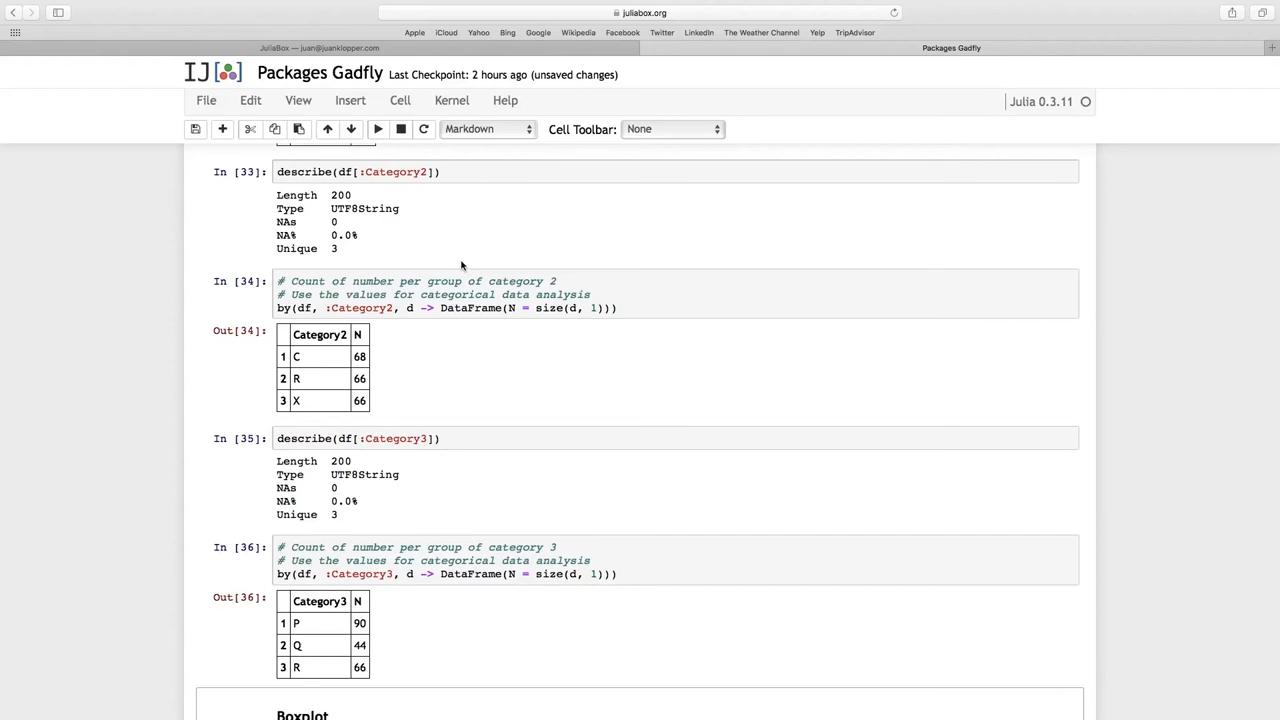 juliabox.org
Apple iCloud Yahoo Bing Google Wikipedia Facebook Twitter LinkedIn The Weather Channel Yelp TripAdvisor
JuliaBox — juan@juanklopper.com Packages Gadfly
IJ[ ] Packages Gadfly Last Checkpoint: 2 hours ago (unsaved changes)
File Edit View Insert Cell Kernel Help Julia 0.3.11
Markdown Cell Toolbar: None
In [33]: describe(df[:Category2])
Length 200
Type UTF8String
NAs 0
NA% 0.0%
Unique 3
In [34]: # Count of number per group of category 2
# Use the values for categorical data analysis
by(df, :Category2, d -> DataFrame(N = size(d, 1)))
Out[34]: Category2 N
1 C 68
2 R 66
3 X 66
In [35]: describe(df[:Category3])
Length 200
Type UTF8String
NAs 0
NA% 0.0%
Unique 3
In [36]: # Count of number per group of category 3
# Use the values for categorical data analysis
by(df, :Category3, d -> DataFrame(N = size(d, 1)))
Out[36]: Category3 N
1 P 90
2 Q 44
3 R 66
Boxplot